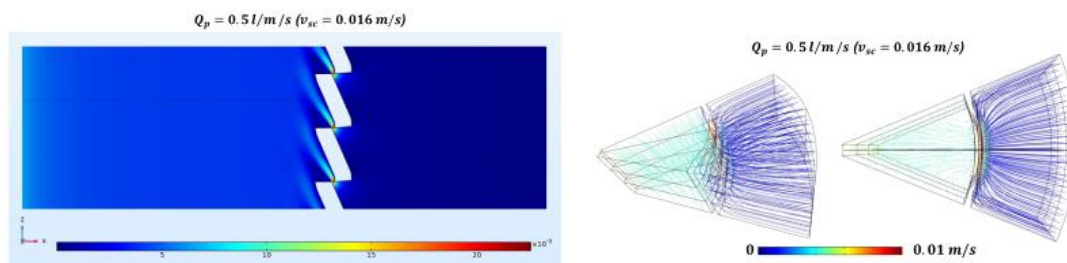 Q_p = 0.5 l/m/s (v_sc = 0.016 m/s)
z
x
5 10 15 20 ×10⁻³
Q_p = 0.5 l/m/s (v_sc = 0.016 m/s)
0 0.01 m/s